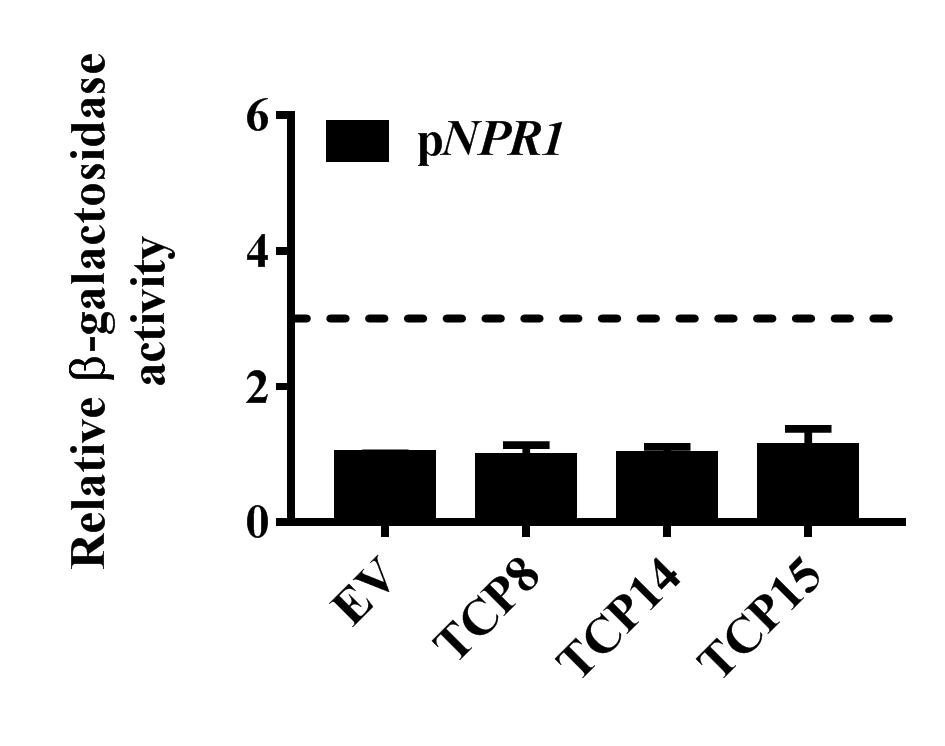 Relative β-galactosidase
activity
6
4
2
0
pNPR1
EV
TCP8
TCP14
TCP15